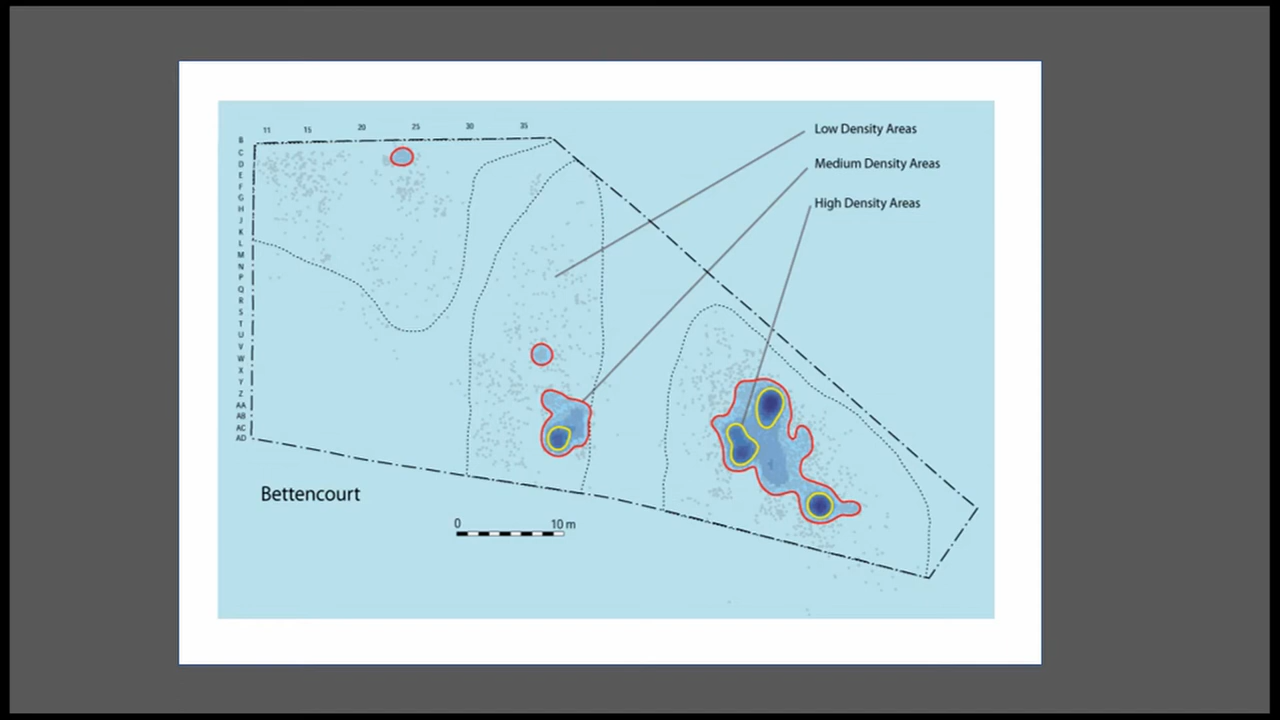 11 15 20 25 30 35
B
C
D
E
F
G
H
J
K
L
M
N
P
Q
R
S
T
U
V
W
X
Y
Z
AA
AB
AC
AD
Low Density Areas
Medium Density Areas
High Density Areas
Bettencourt
0 10 m